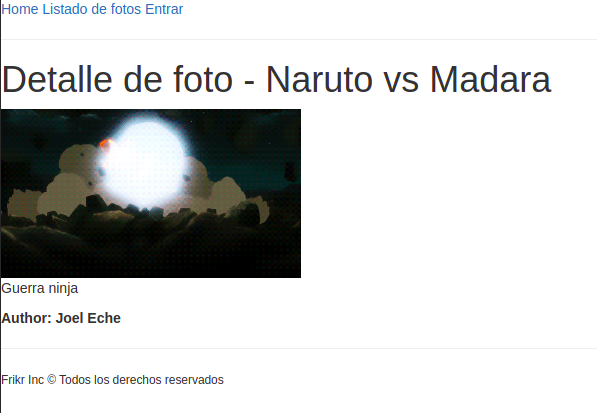 Home Listado de fotos Entrar
Detalle de foto - Naruto vs Madara
Guerra ninja
Author: Joel Eche
Frikr Inc © Todos los derechos reservados